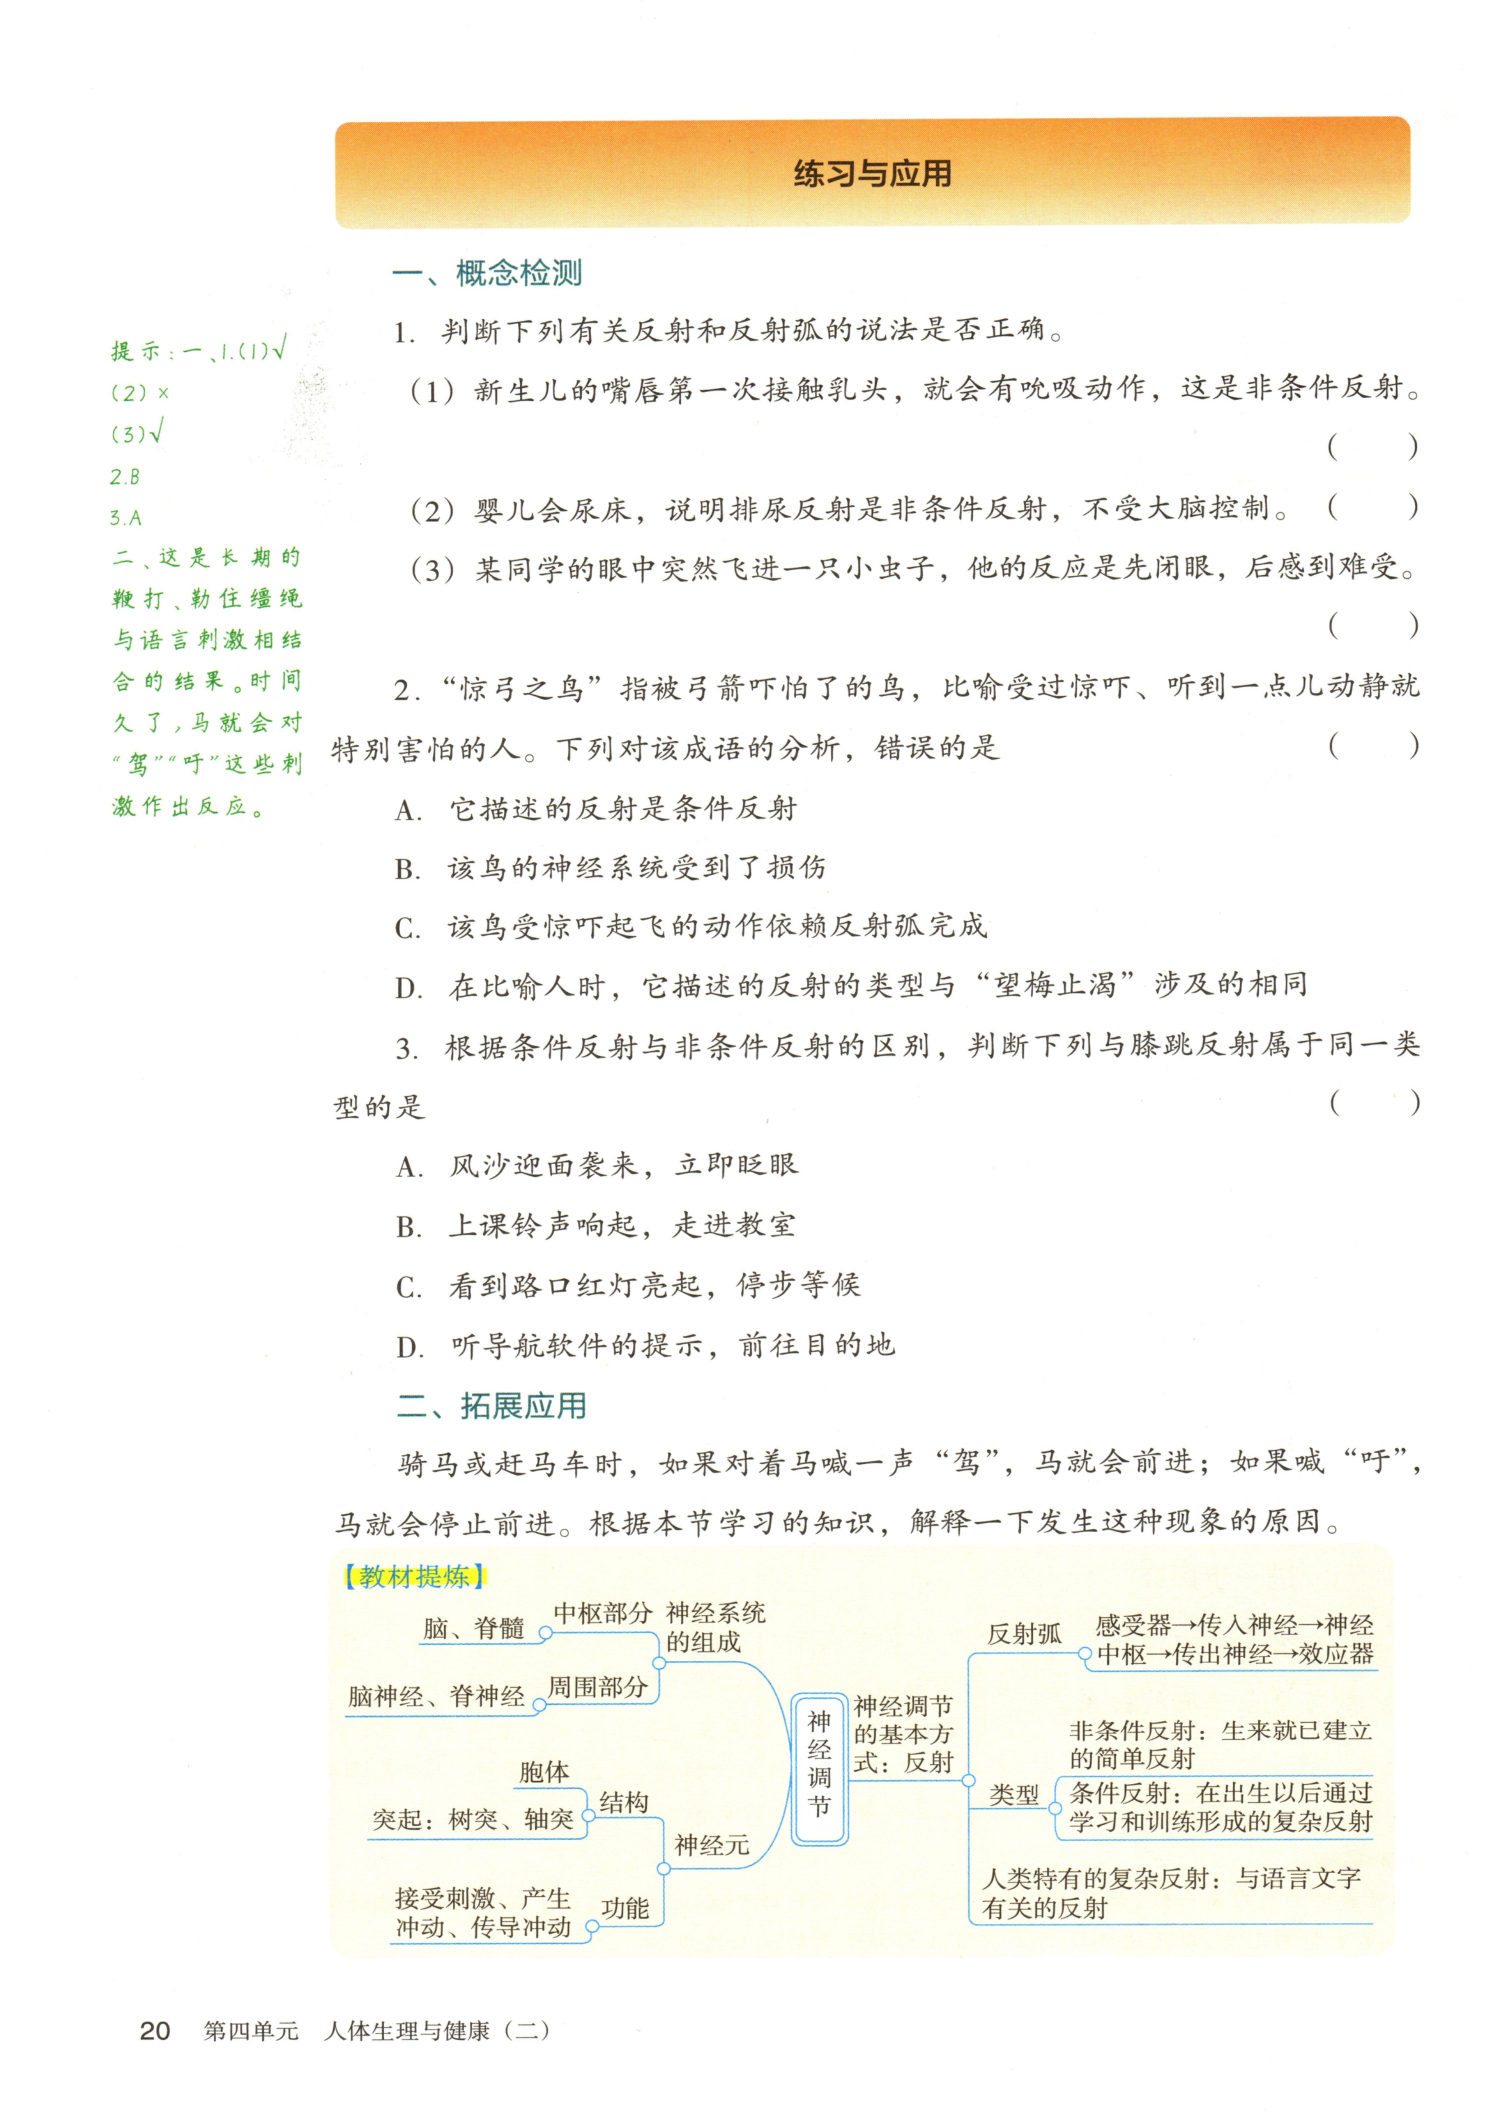 练习与应用
一、概念检测
1. 判断下列有关反射和反射弧的说法是否正确。
（1）新生儿的嘴唇第一次接触乳头，就会有吮吸动作，这是非条件反射。
（ ）
（2）婴儿会尿床，说明排尿反射是非条件反射，不受大脑控制。（ ）
（3）某同学的眼中突然飞进一只小虫子，他的反应是先闭眼，后感到难受。
（ ）
2. “惊弓之鸟”指被弓箭吓怕了的鸟，比喻受过惊吓、听到一点儿动静就
特别害怕的人。下列对该成语的分析，错误的是 （ ）
A. 它描述的反射是条件反射
B. 该鸟的神经系统受到了损伤
C. 该鸟受惊吓起飞的动作依赖反射弧完成
D. 在比喻人时，它描述的反射的类型与“望梅止渴”涉及的相同
3. 根据条件反射与非条件反射的区别，判断下列与膝跳反射属于同一类
型的是 （ ）
A. 风沙迎面袭来，立即眨眼
B. 上课铃声响起，走进教室
C. 看到路口红灯亮起，停步等候
D. 听导航软件的提示，前往目的地
二、拓展应用
骑马或赶马车时，如果对着马喊一声“驾”，马就会前进；如果喊“吁”，
马就会停止前进。根据本节学习的知识，解释一下发生这种现象的原因。
提示：一、1.(1)√
(2)×
(3)√
2.B
3.A
二、这是长期的
鞭打、勒住缰绳
与语言刺激相结
合的结果。时间
久了，马就会对
“驾”“吁”这些刺
激作出反应。
【教材提炼】
脑、脊髓
中枢部分
神经系统
的组成
脑神经、脊神经
周围部分
胞体
突起：树突、轴突
结构
神经元
接受刺激、产生
冲动、传导冲动
功能
神
经
调
节
神经调节
的基本方
式：反射
反射弧
感受器→传入神经→神经
中枢→传出神经→效应器
类型
非条件反射：生来就已建立
的简单反射
条件反射：在出生以后通过
学习和训练形成的复杂反射
人类特有的复杂反射：与语言文字
有关的反射
20 第四单元 人体生理与健康（二）